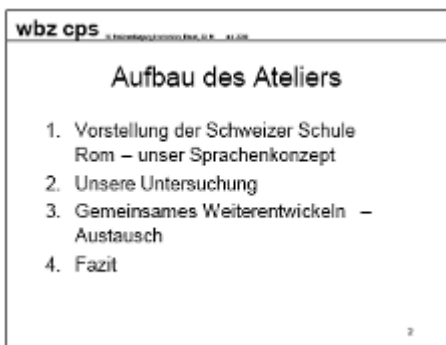 wbz cps
Aufbau des Ateliers
1. Vorstellung der Schweizer Schule
Rom – unser Sprachenkonzept
2. Unsere Untersuchung
3. Gemeinsames Weiterentwickeln –
Austausch
4. Fazit
2